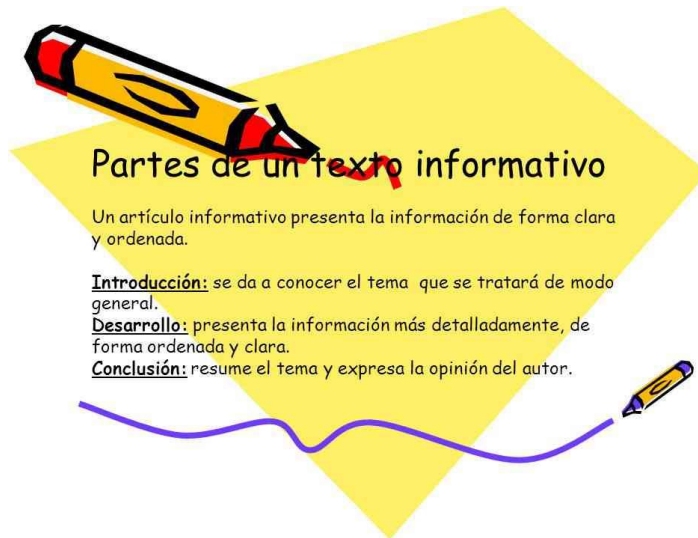 Partes de un texto informativo
Un artículo informativo presenta la información de forma clara
y ordenada.
Introducción: se da a conocer el tema que se tratará de modo
general.
Desarrollo: presenta la información más detalladamente, de
forma ordenada y clara.
Conclusión: resume el tema y expresa la opinión del autor.